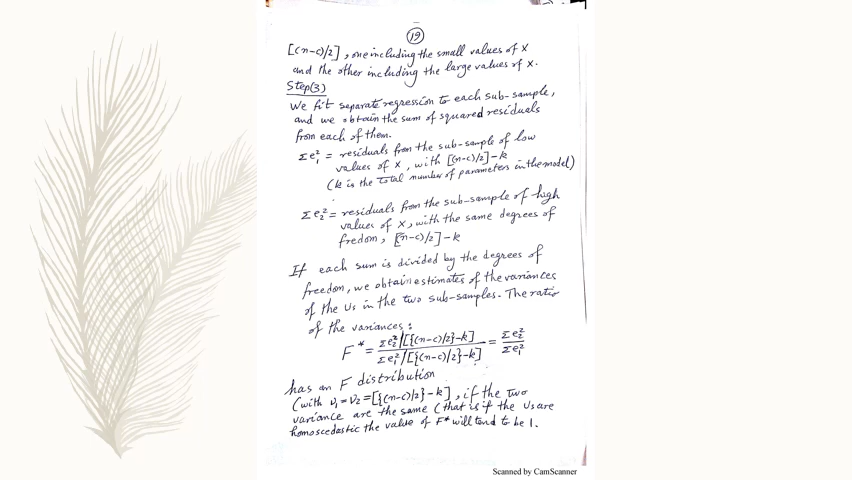 19
[(n-c)/2], one including the small values of X
and the other including the large values of X.
Step(3)
We fit separate regression to each sub-sample,
and we obtain the sum of squared residuals
from each of them.
Σe₁² = residuals from the sub-sample of low
values of X, with [(n-c)/2]-k
(k is the total number of parameters in the model)
Σe₂² = residuals from the sub-sample of high
values of X, with the same degrees of
fredom, [(n-c)/2]-k
If each sum is divided by the degrees of
freedom, we obtain estimates of the variances
of the Us in the two sub-samples. The ratio
of the variances:
F* = Σe₂²/[{(n-c)/2}-k] / Σe₁²/[{(n-c)/2}-k] = Σe₂² / Σe₁²
has an F distribution
(with ν₁=ν₂=[{(n-c)/2}-k], if the two
variance are the same (that is if the Us are
homoscedastic the value of F* will tend to be 1.
Scanned by CamScanner